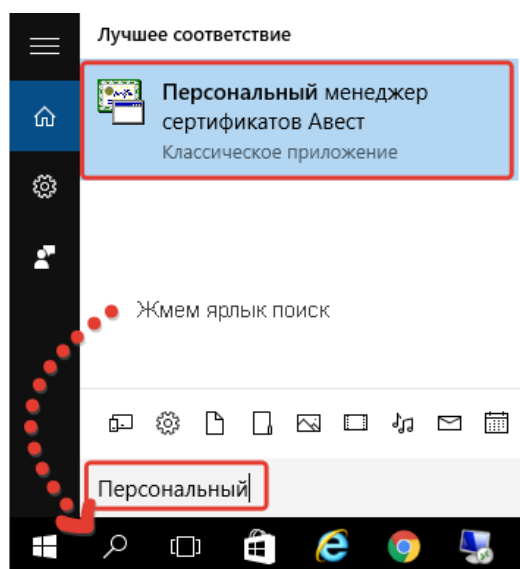 Лучшее соответствие
Персональный менеджер
сертификатов Авест
Классическое приложение
Жмем ярлык поиск
Персональный